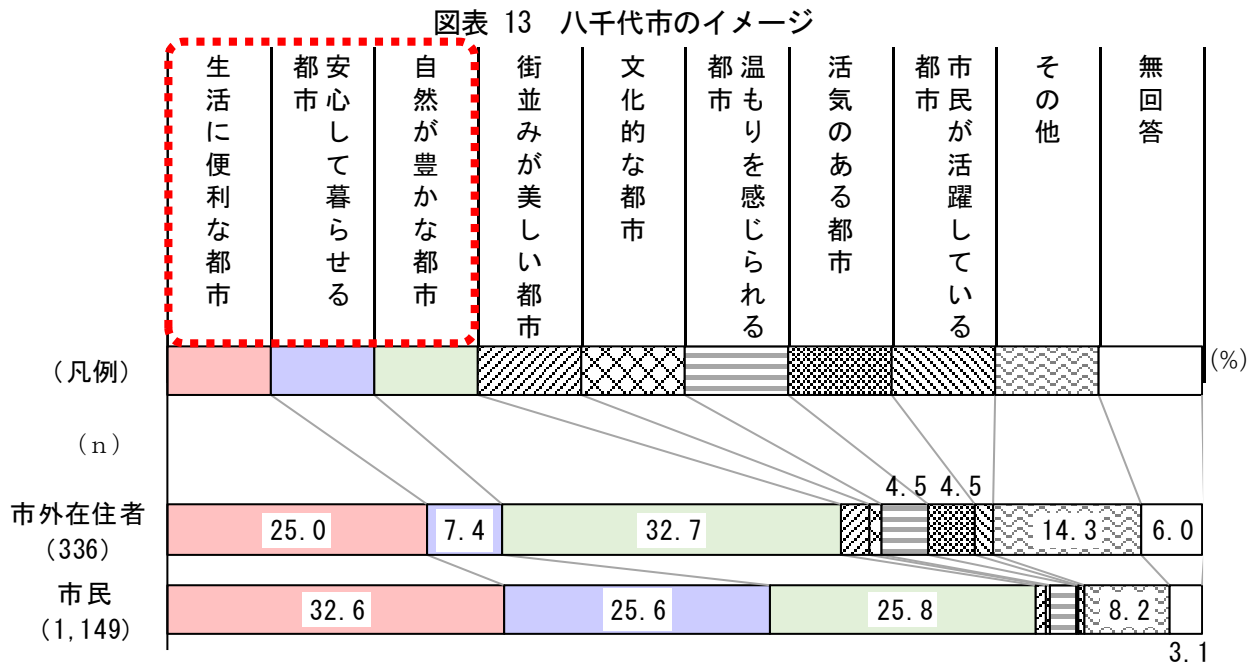 図表 13 八千代市のイメージ
生活に便利な都市
安心して暮らせる
都市
自然が豊かな都市
街並みが美しい都市
文化的な都市
温もりを感じられる
都市
活気のある都市
市民が活躍している
都市
その他
無回答
(凡例)
(%)
(n)
4.5 4.5
市外在住者
(336)
25.0 7.4 32.7 14.3 6.0
市民
(1,149)
32.6 25.6 25.8 8.2
3.1